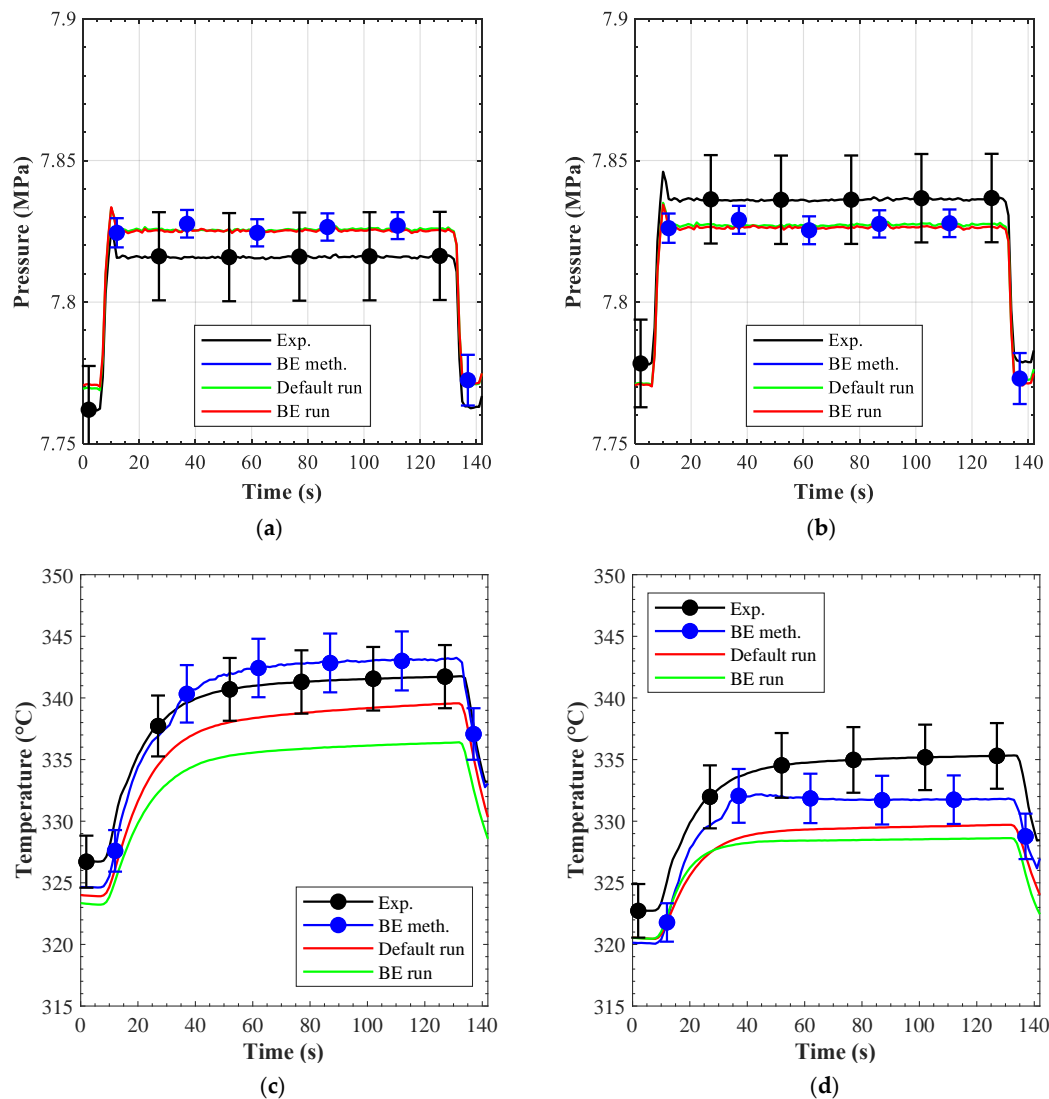 7.9
7.85
7.8
7.75
Pressure (MPa)
Exp.
BE meth.
Default run
BE run
0 20 40 60 80 100 120 140
Time (s)
(a)
7.9
7.85
7.8
7.75
Pressure (MPa)
Exp.
BE meth.
Default run
BE run
0 20 40 60 80 100 120 140
Time (s)
(b)
350
345
340
335
330
325
320
315
Temperature (°C)
Exp.
BE meth.
Default run
BE run
0 20 40 60 80 100 120 140
Time (s)
(c)
350
345
340
335
330
325
320
315
Temperature (°C)
Exp.
BE meth.
Default run
BE run
0 20 40 60 80 100 120 140
Time (s)
(d)